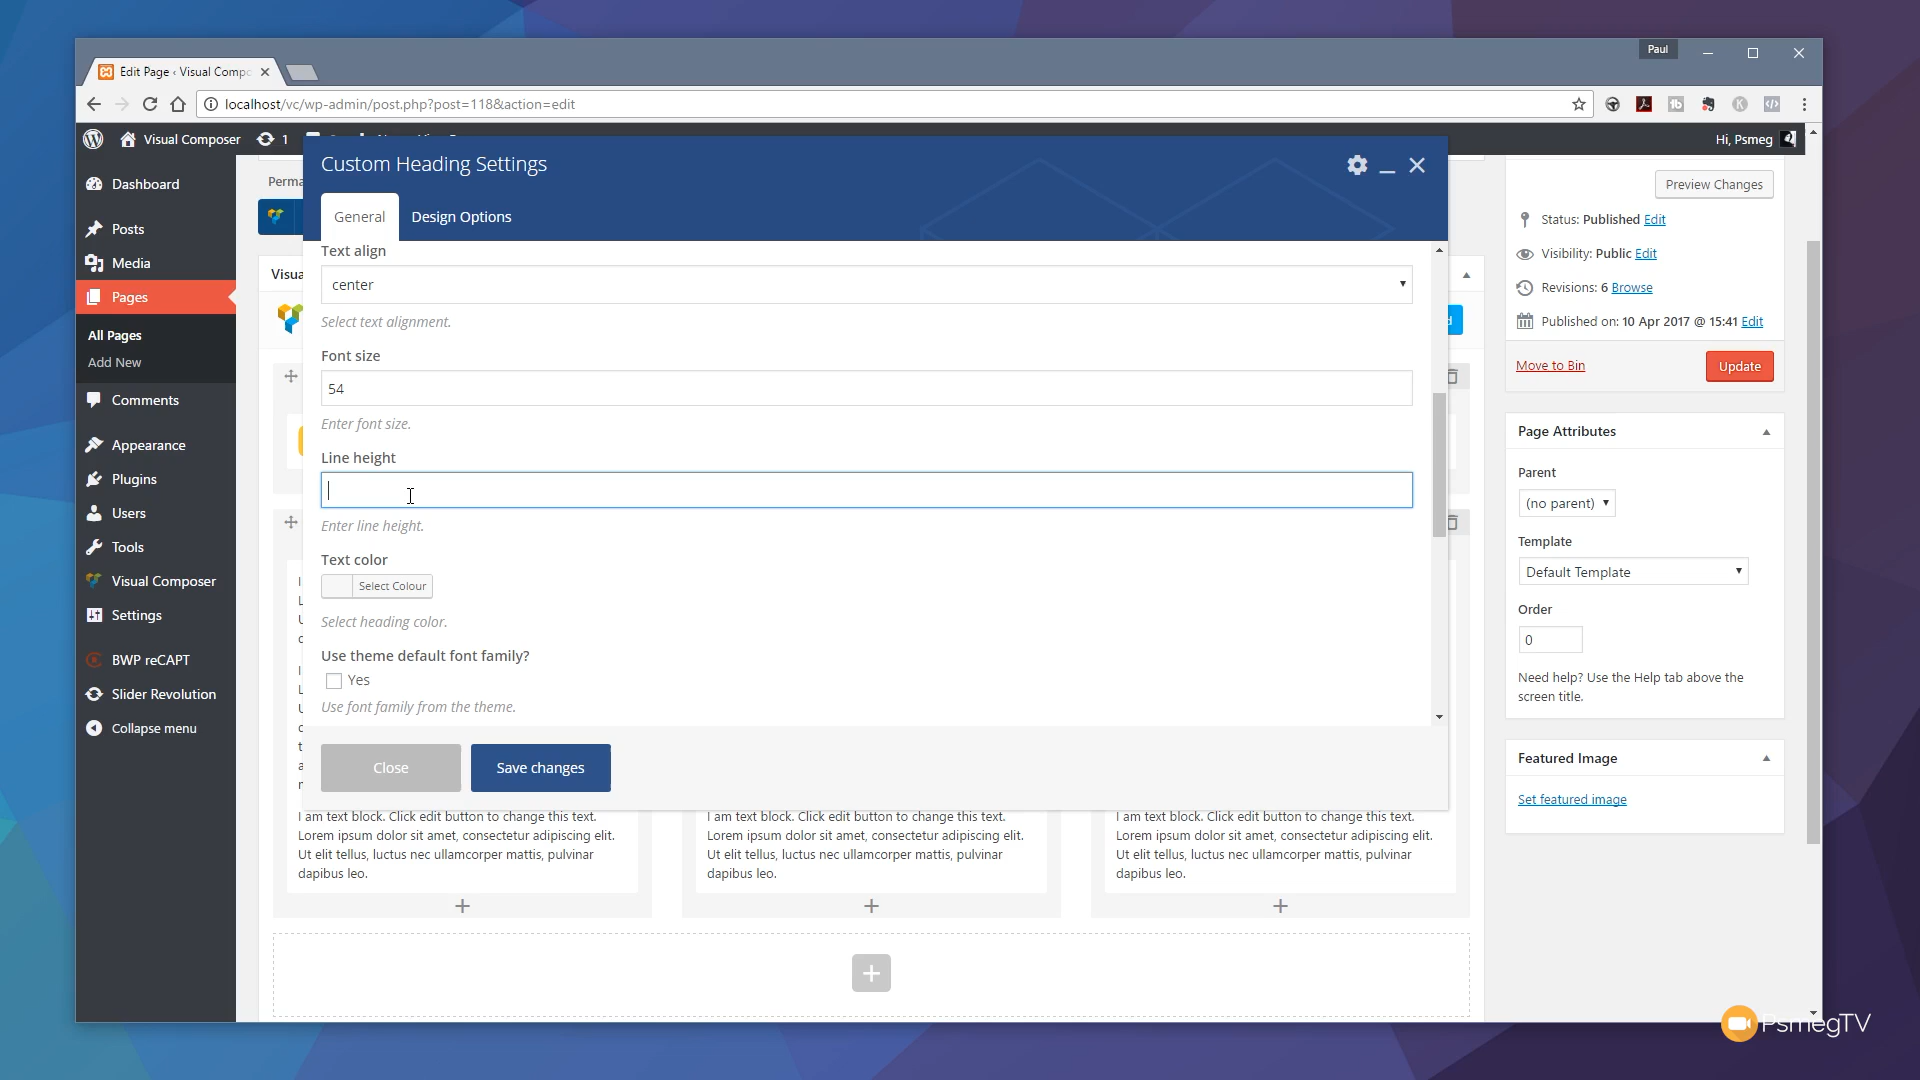 Paul
Edit Page ‹ Visual Compo
localhost/vc/wp-admin/post.php?post=118&action=edit
Visual Composer
1
Hi, Psmeg
Dashboard
Posts
Media
Pages
All Pages
Add New
Comments
Appearance
Plugins
Users
Tools
Visual Composer
Settings
BWP reCAPT
Slider Revolution
Collapse menu
Perma
Visua
Custom Heading Settings
General
Design Options
Text align
center
Select text alignment.
Font size
54
Enter font size.
Line height
Enter line height.
Text color
Select Colour
Select heading color.
Use theme default font family?
Yes
Use font family from the theme.
Close
Save changes
I am text block. Click edit button to change this text.
Lorem ipsum dolor sit amet, consectetur adipiscing elit.
Ut elit tellus, luctus nec ullamcorper mattis, pulvinar
dapibus leo.
I am text block. Click edit button to change this text.
Lorem ipsum dolor sit amet, consectetur adipiscing elit.
Ut elit tellus, luctus nec ullamcorper mattis, pulvinar
dapibus leo.
I am text block. Click edit button to change this text.
Lorem ipsum dolor sit amet, consectetur adipiscing elit.
Ut elit tellus, luctus nec ullamcorper mattis, pulvinar
dapibus leo.
Preview Changes
Status: Published Edit
Visibility: Public Edit
Revisions: 6 Browse
Published on: 10 Apr 2017 @ 15:41 Edit
Move to Bin
Update
Page Attributes
Parent
(no parent)
Template
Default Template
Order
0
Need help? Use the Help tab above the
screen title.
Featured Image
Set featured image
PsmegTV